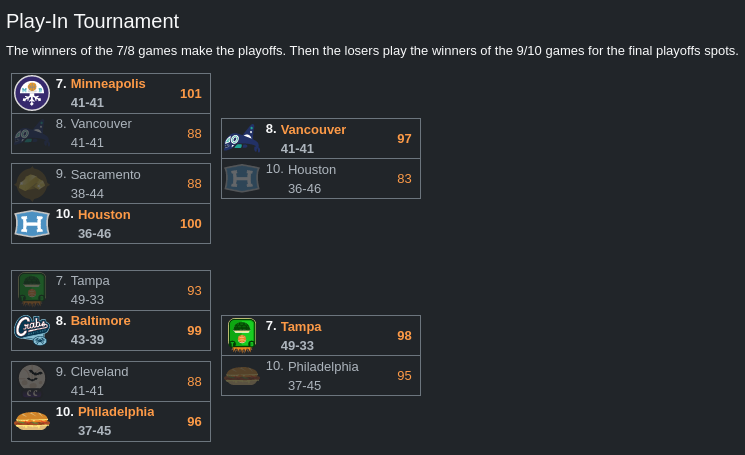 Play-In Tournament
The winners of the 7/8 games make the playoffs. Then the losers play the winners of the 9/10 games for the final playoffs spots.
7. Minneapolis 101
41-41
8. Vancouver 88
41-41
9. Sacramento 88
38-44
H 10. Houston 100
36-46
8. Vancouver 97
41-41
H 10. Houston 83
36-46
7. Tampa 93
49-33
Crabs 8. Baltimore 99
43-39
9. Cleveland 88
41-41
CC
10. Philadelphia 96
37-45
7. Tampa 98
49-33
10. Philadelphia 95
37-45